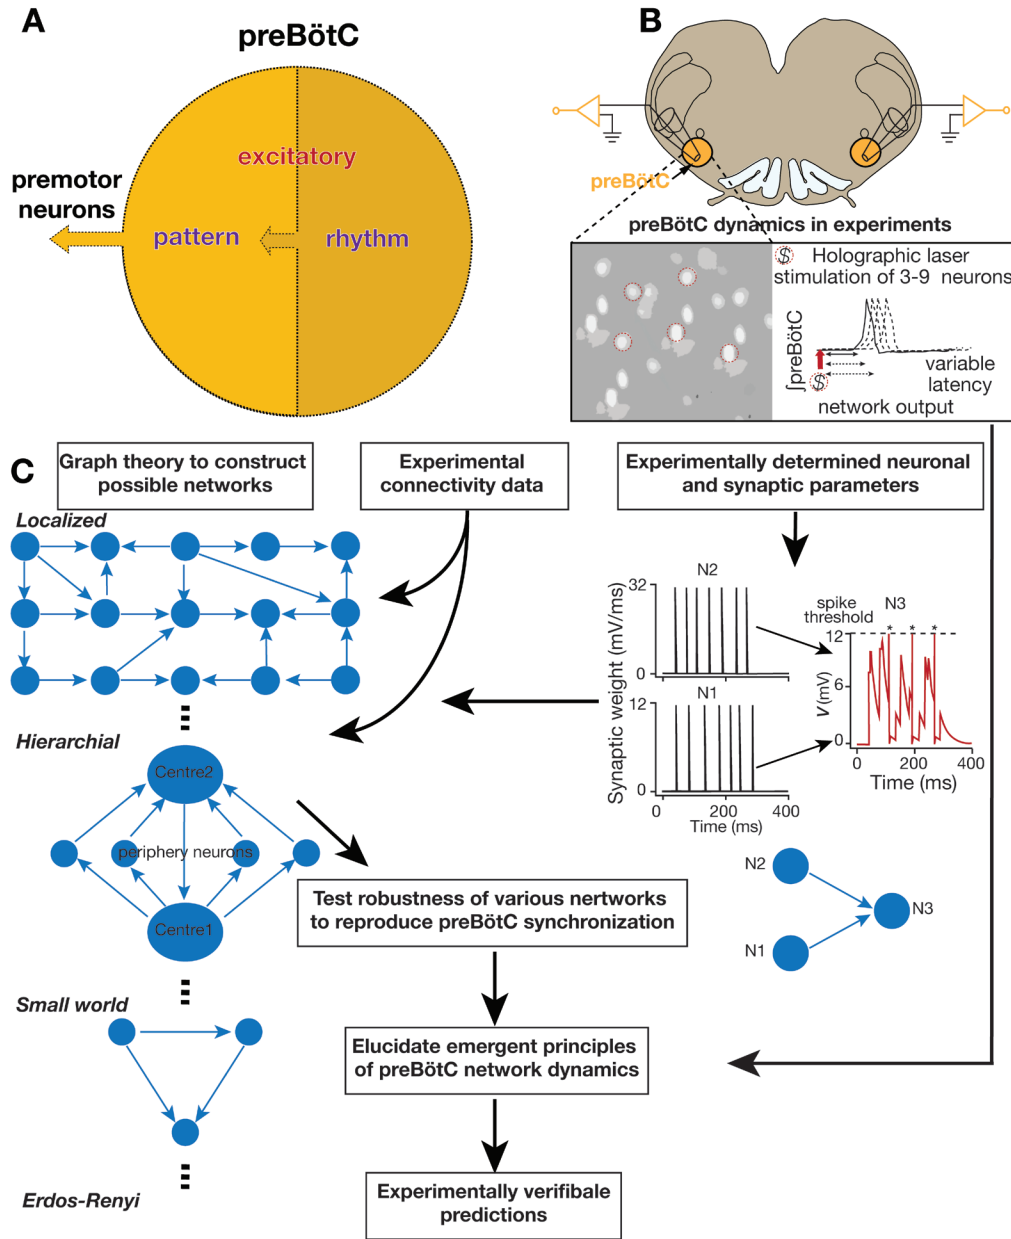 A
preBötC
excitatory
premotor
neurons
pattern
rhythm
B
preBötC
preBötC dynamics in experiments
$ Holographic laser
stimulation of 3-9 neurons
∫preBötC
$
variable
latency
network output
C
Graph theory to construct
possible networks
Experimental
connectivity data
Experimentally determined neuronal
and synaptic parameters
Localized
Hierarchial
Centre2
periphery neurons
Centre1
Small world
Erdos-Renyi
N2
32
0
Synaptic weight (mV/ms)
N1
12
0
0 200 400
Time (ms)
spike
threshold
N3
* * *
12
6
0
V (mV)
0 200 400
Time (ms)
N2
N3
N1
Test robustness of various nertworks
to reproduce preBötC synchronization
Elucidate emergent principles
of preBötC network dynamics
Experimentally verifibale
predictions